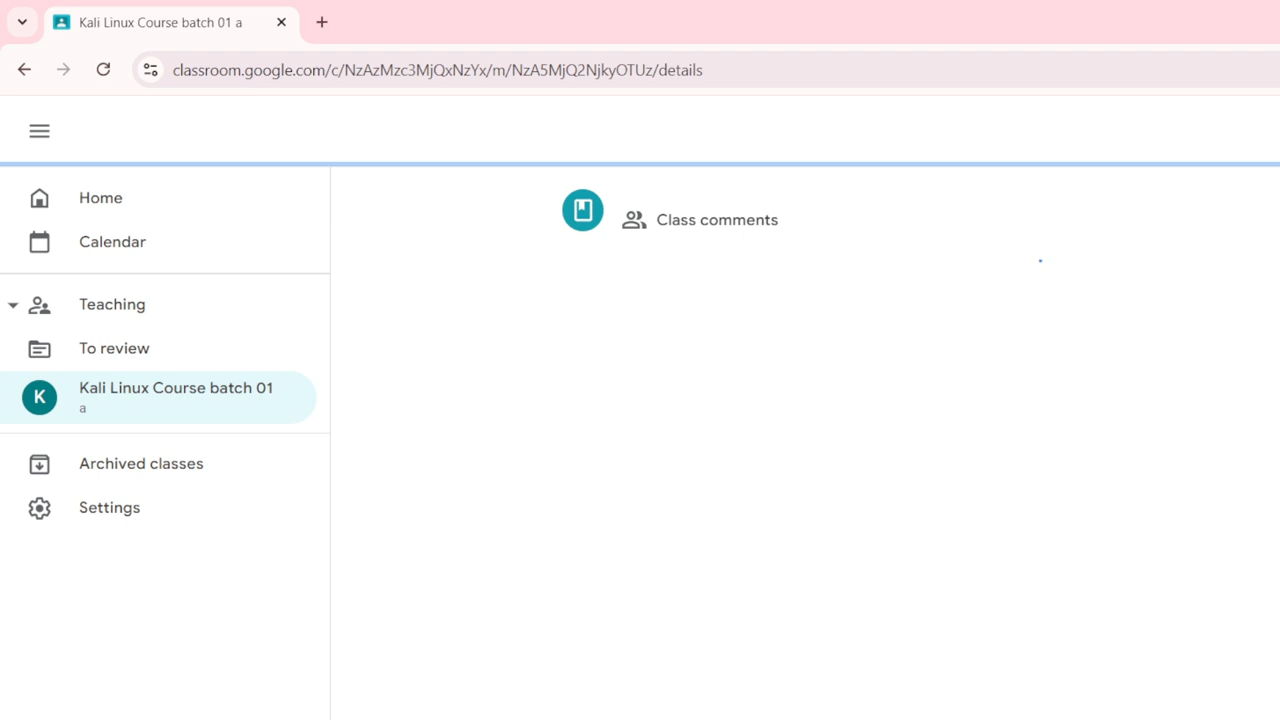 Kali Linux Course batch 01 a
classroom.google.com/c/NzAzMzc3MjQxNzYx/m/NzA5MjQ2NjkyOTUz/details
Home
Calendar
Teaching
To review
K
Kali Linux Course batch 01
a
Archived classes
Settings
Class comments